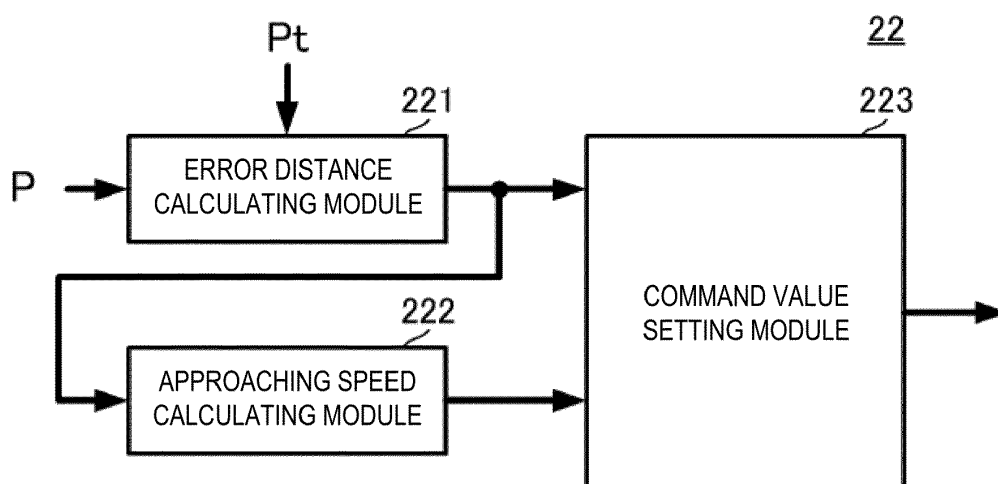 Pt
22
221
223
P
ERROR DISTANCE
CALCULATING MODULE
COMMAND VALUE
SETTING MODULE
222
APPROACHING SPEED
CALCULATING MODULE